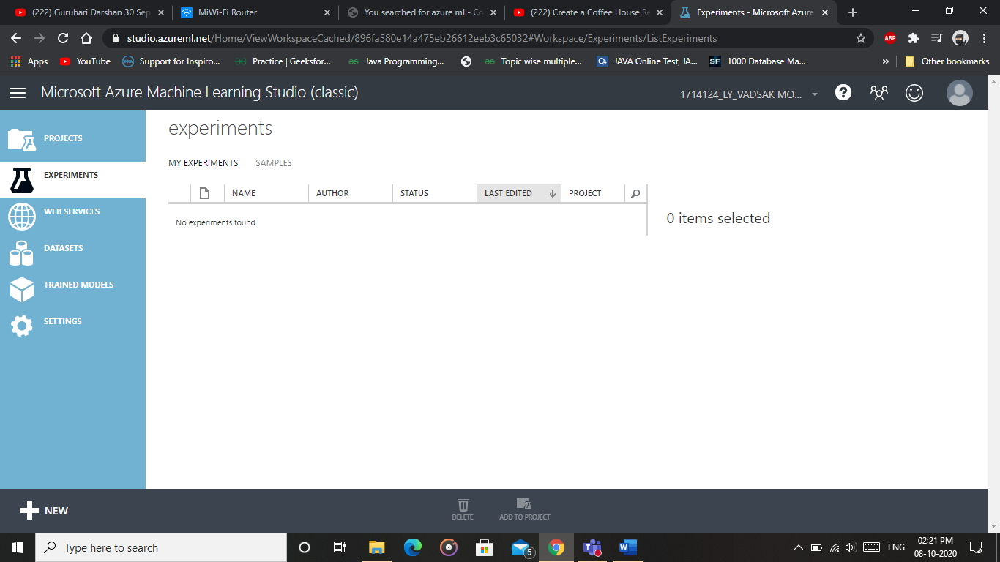 (222) Guruhari Darshan 30 Sep
MiWi-Fi Router
You searched for azure ml - Co
(222) Create a Coffee House Re
Experiments - Microsoft Azure
studio.azureml.net/Home/ViewWorkspaceCached/896fa580e14a475eb26612eeb3c65032#Workspace/Experiments/ListExperiments
ABP
Apps
YouTube
Support for Inspiro...
Practice | Geeksfor...
Java Programming...
Topic wise multiple...
JAVA Online Test, JA...
SF
1000 Database Ma...
»
Other bookmarks
Microsoft Azure Machine Learning Studio (classic)
1714124_LY_VADSAK MO...
?
PROJECTS
EXPERIMENTS
WEB SERVICES
DATASETS
TRAINED MODELS
SETTINGS
experiments
MY EXPERIMENTS
SAMPLES
NAME
AUTHOR
STATUS
LAST EDITED
PROJECT
No experiments found
0 items selected
NEW
DELETE
ADD TO PROJECT
Type here to search
5
ENG
02:21 PM
08-10-2020